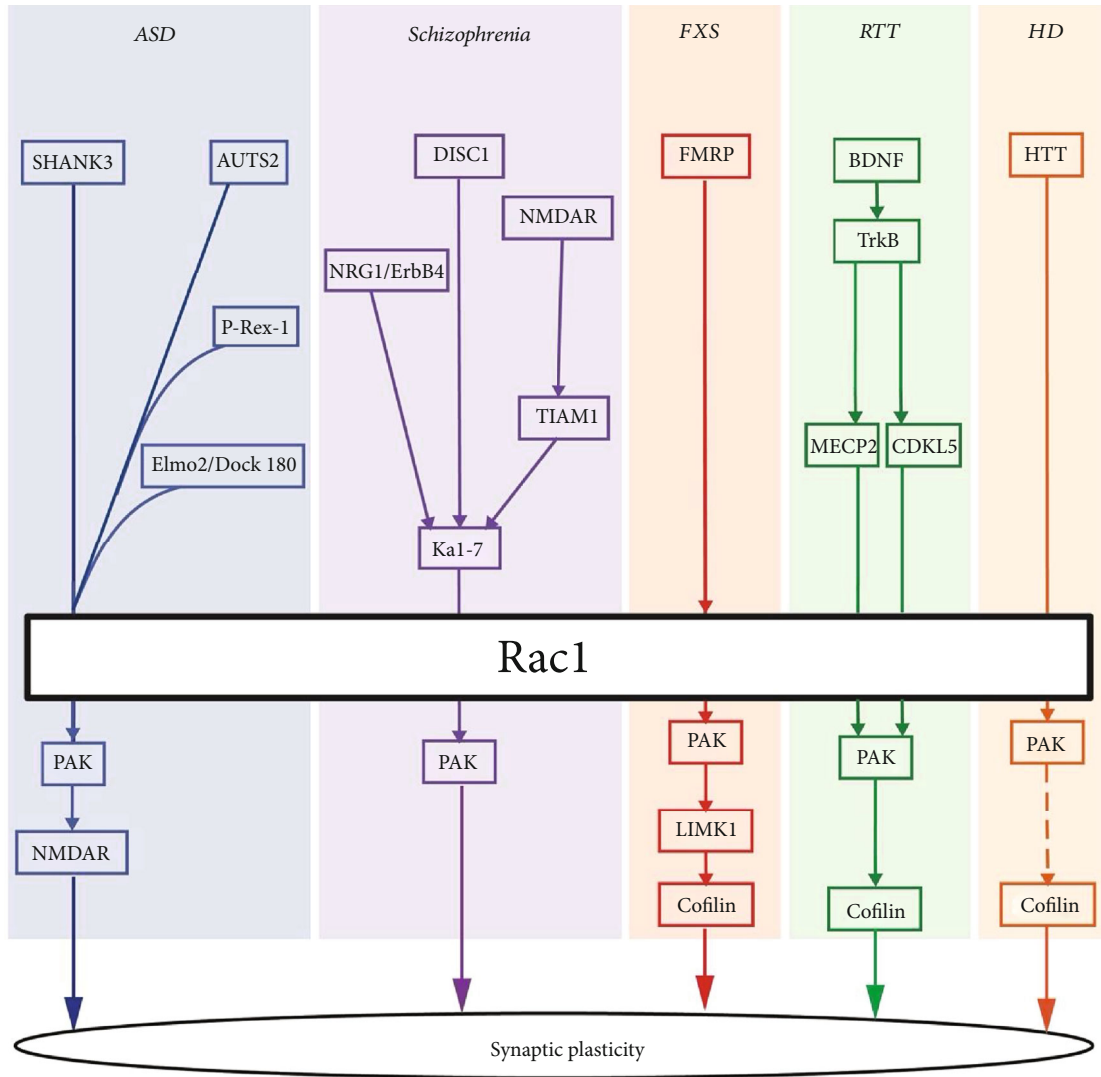 ASD
Schizophrenia
FXS
RTT
HD
SHANK3
AUTS2
DISC1
FMRP
BDNF
HTT
NMDAR
TrkB
NRG1/ErbB4
P-Rex-1
TIAM1
MECP2
CDKL5
Elmo2/Dock 180
Ka1-7
Rac1
PAK
PAK
PAK
PAK
PAK
NMDAR
LIMK1
Cofilin
Cofilin
Cofilin
Synaptic plasticity